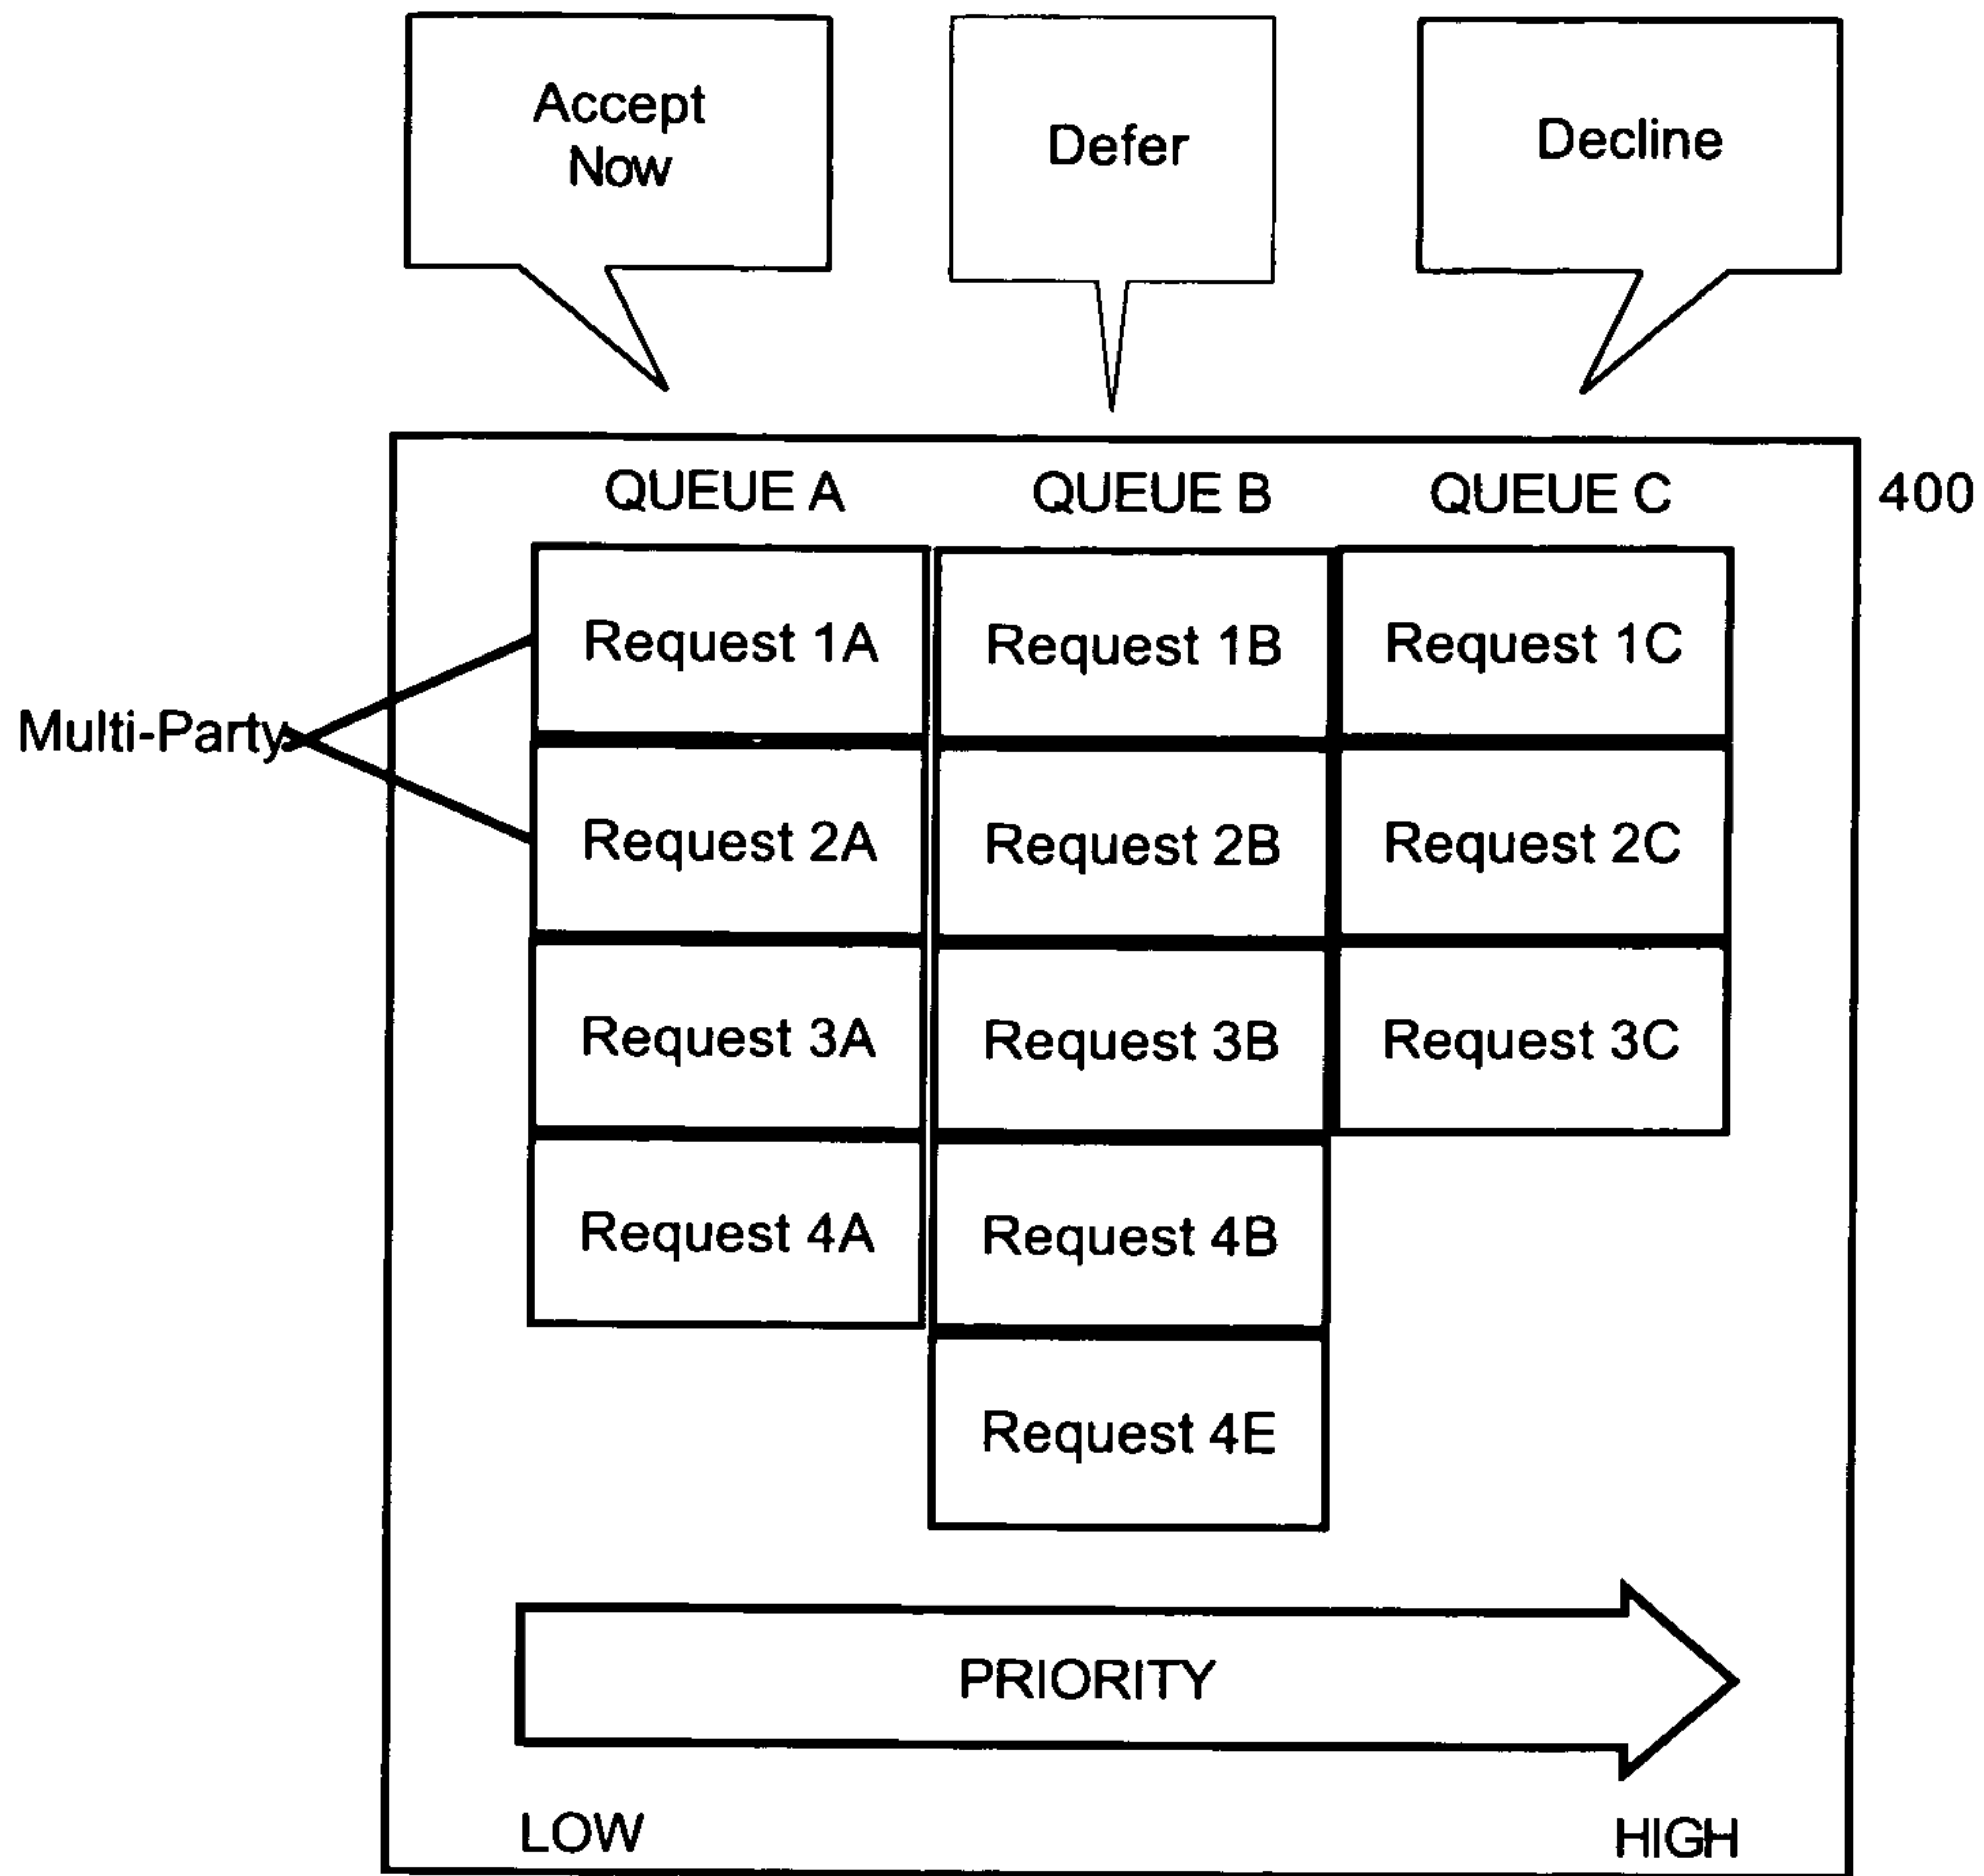 Accept
Now
Defer
Decline
QUEUE A
QUEUE B
QUEUE C
400
Request 1A
Request 1B
Request 1C
Multi-Party
Request 2A
Request 2B
Request 2C
Request 3A
Request 3B
Request 3C
Request 4A
Request 4B
Request 4E
PRIORITY
LOW
HIGH